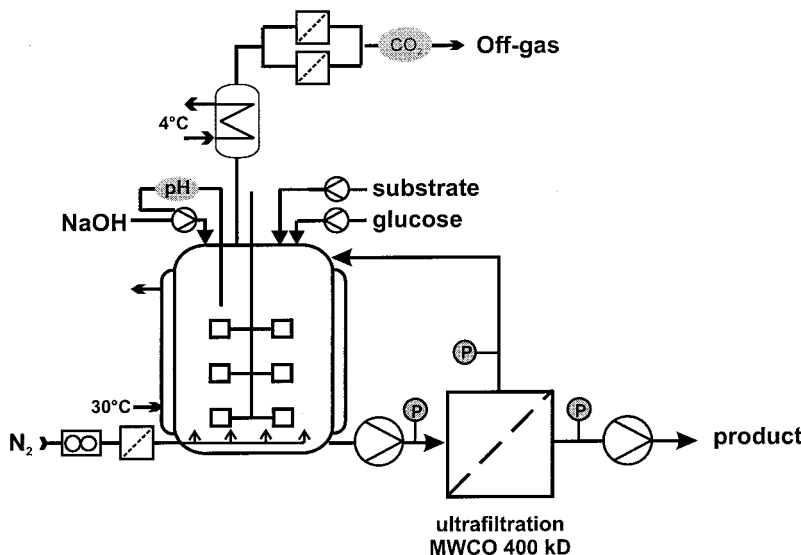 CO₂
Off-gas
4°C
pH
substrate
NaOH
glucose
P
30°C
P
P
N₂
product
ultrafiltration
MWCO 400 kD